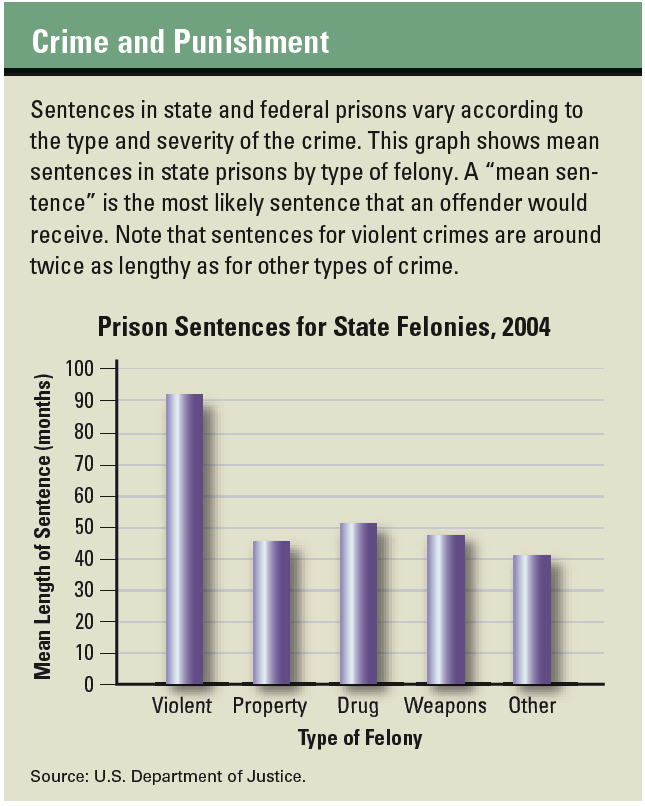 Crime and Punishment
Sentences in state and federal prisons vary according to
the type and severity of the crime. This graph shows mean
sentences in state prisons by type of felony. A “mean sen-
tence” is the most likely sentence that an offender would
receive. Note that sentences for violent crimes are around
twice as lengthy as for other types of crime.
Prison Sentences for State Felonies, 2004
Mean Length of Sentence (months)
100
90
80
70
60
50
40
30
20
10
0
Violent Property Drug Weapons Other
Type of Felony
Source: U.S. Department of Justice.